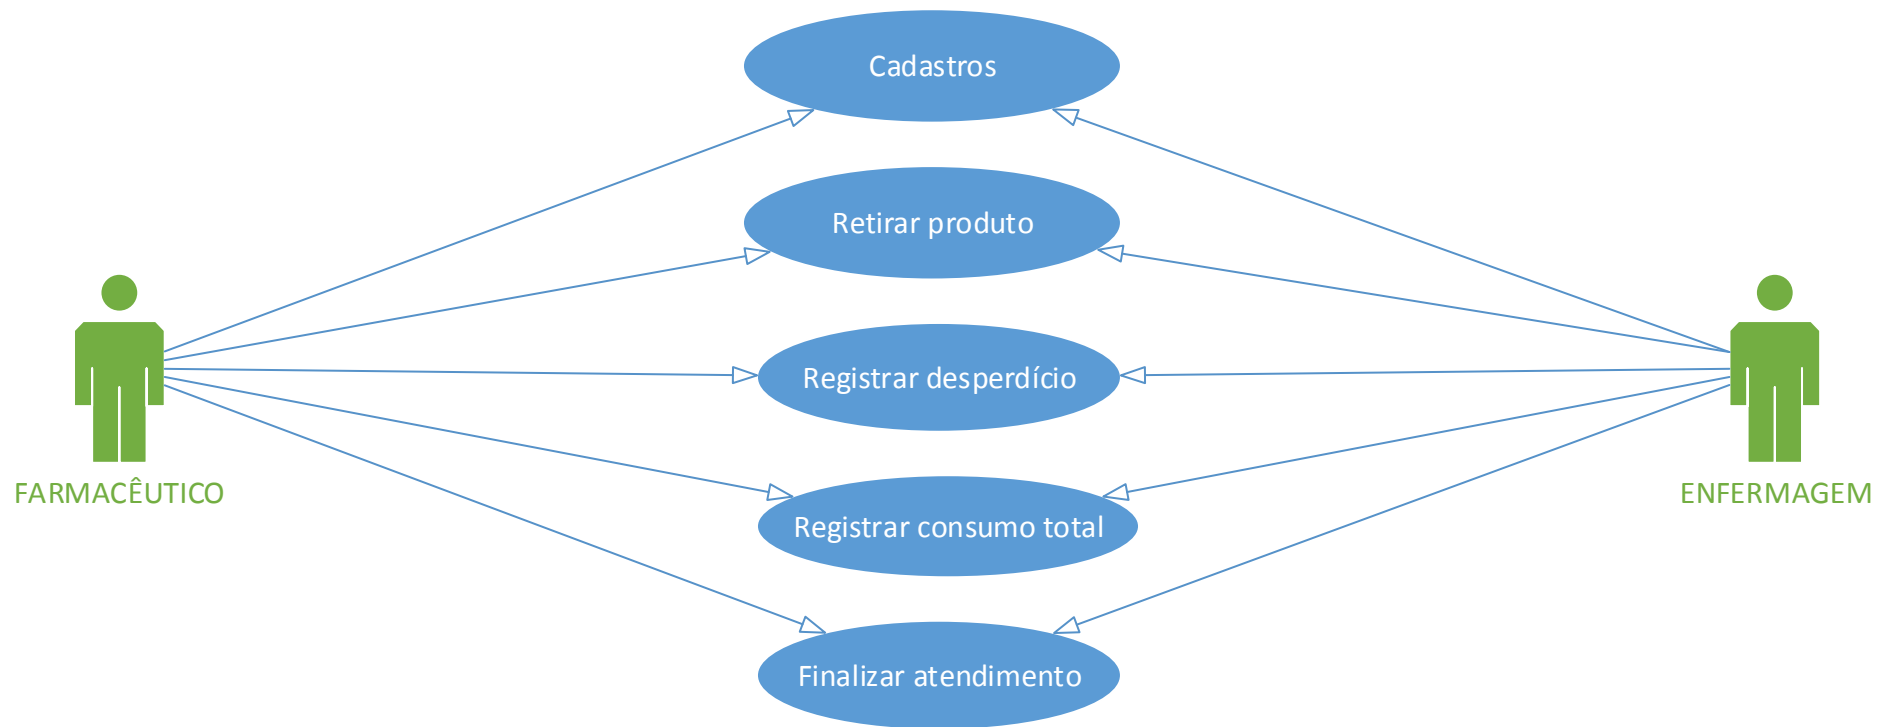 Cadastros
Retirar produto
Registrar desperdício
FARMACÊUTICO
ENFERMAGEM
Registrar consumo total
Finalizar atendimento